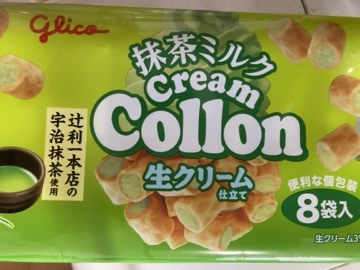 glico
抹茶ミルク
Cream
Collon
生クリーム
仕立て
辻利一本店の
宇治抹茶
使用
便利な個包装
8袋入